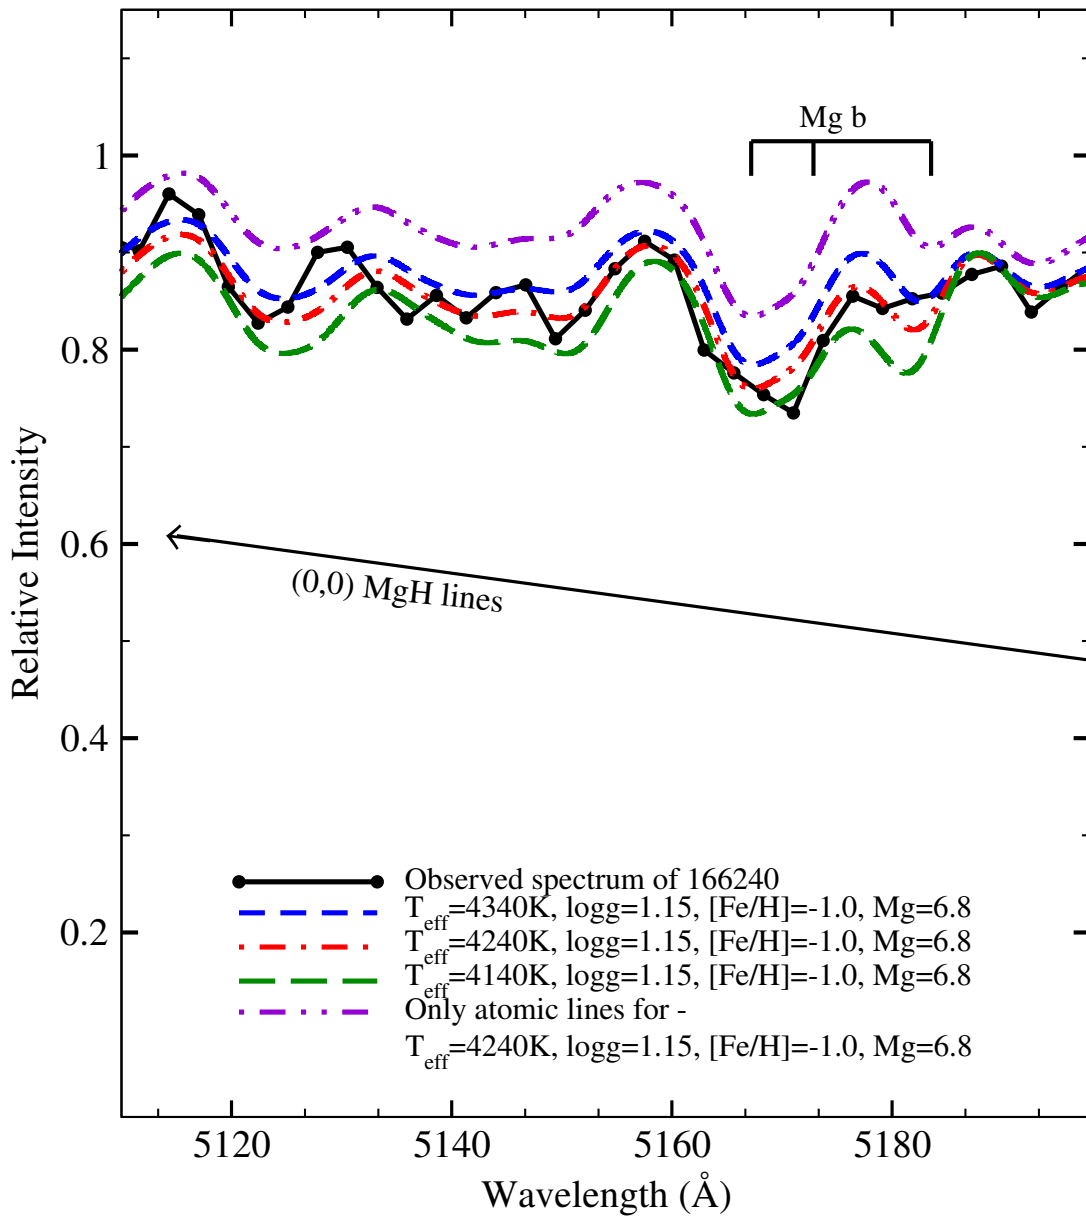 Mg b
1
0.8
0.6
0.4
0.2
(0,0) MgH lines
Relative Intensity
Observed spectrum of 166240
Teff=4340K, logg=1.15, [Fe/H]=-1.0, Mg=6.8
Teff=4240K, logg=1.15, [Fe/H]=-1.0, Mg=6.8
Teff=4140K, logg=1.15, [Fe/H]=-1.0, Mg=6.8
Only atomic lines for -
Teff=4240K, logg=1.15, [Fe/H]=-1.0, Mg=6.8
5120 5140 5160 5180
Wavelength (Å)